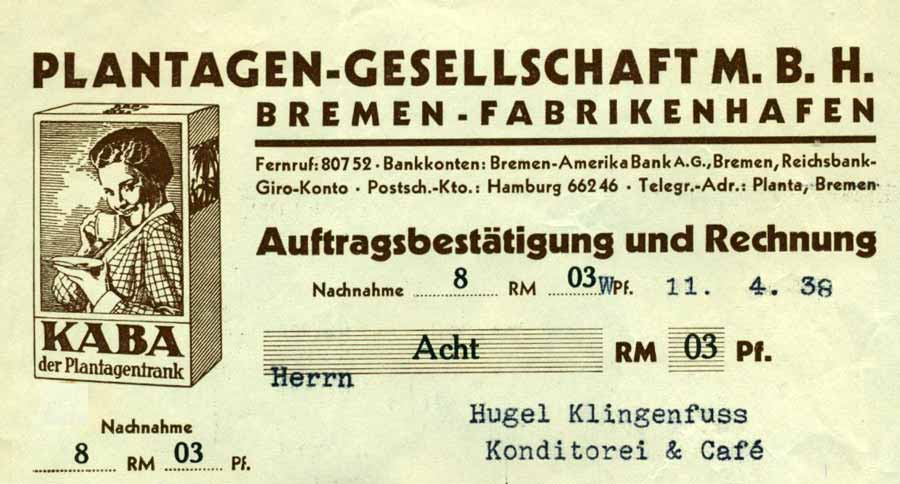 PLANTAGEN-GESELLSCHAFT M. B. H.
BREMEN-FABRIKENHAFEN
Fernruf: 80752 · Bankkonten: Bremen-Amerika Bank A.G., Bremen, Reichsbank-
Giro-Konto · Postsch.-Kto.: Hamburg 66246 · Telegr.-Adr.: Planta, Bremen
Auftragsbestätigung und Rechnung
Nachnahme 8 RM 03 W Pf. 11. 4. 38
Acht RM 03 Pf.
Herrn
Hugel Klingenfuss
Konditorei & Café
KABA
der Plantagentrank
Nachnahme
8 RM 03 Pf.